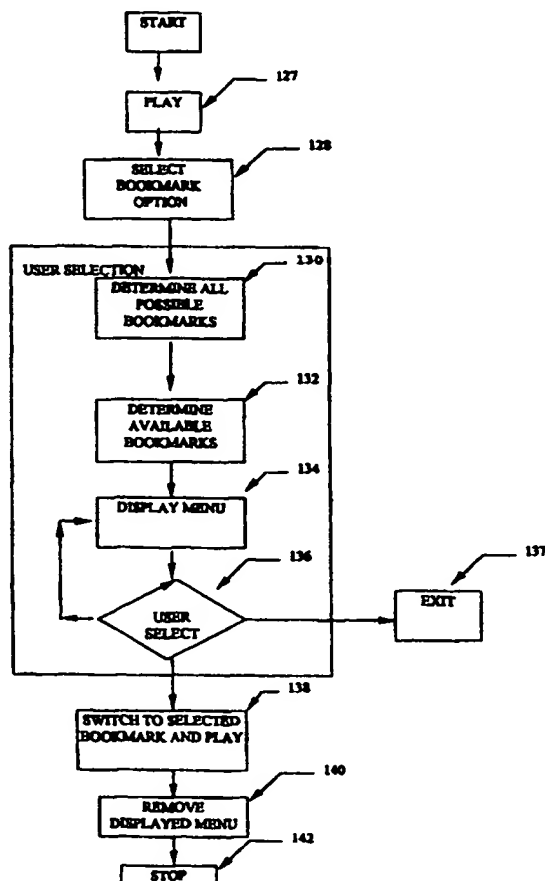 START
127
PLAY
128
SELECT
BOOKMARK
OPTION
130
USER SELECTION
DETERMINE ALL
POSSIBLE
BOOKMARKS
132
DETERMINE
AVAILABLE
BOOKMARKS
134
DISPLAY MENU
136
137
EXIT
USER
SELECT
138
SWITCH TO SELECTED
BOOKMARK AND PLAY
140
REMOVE
DISPLAYED MENU
142
STOP